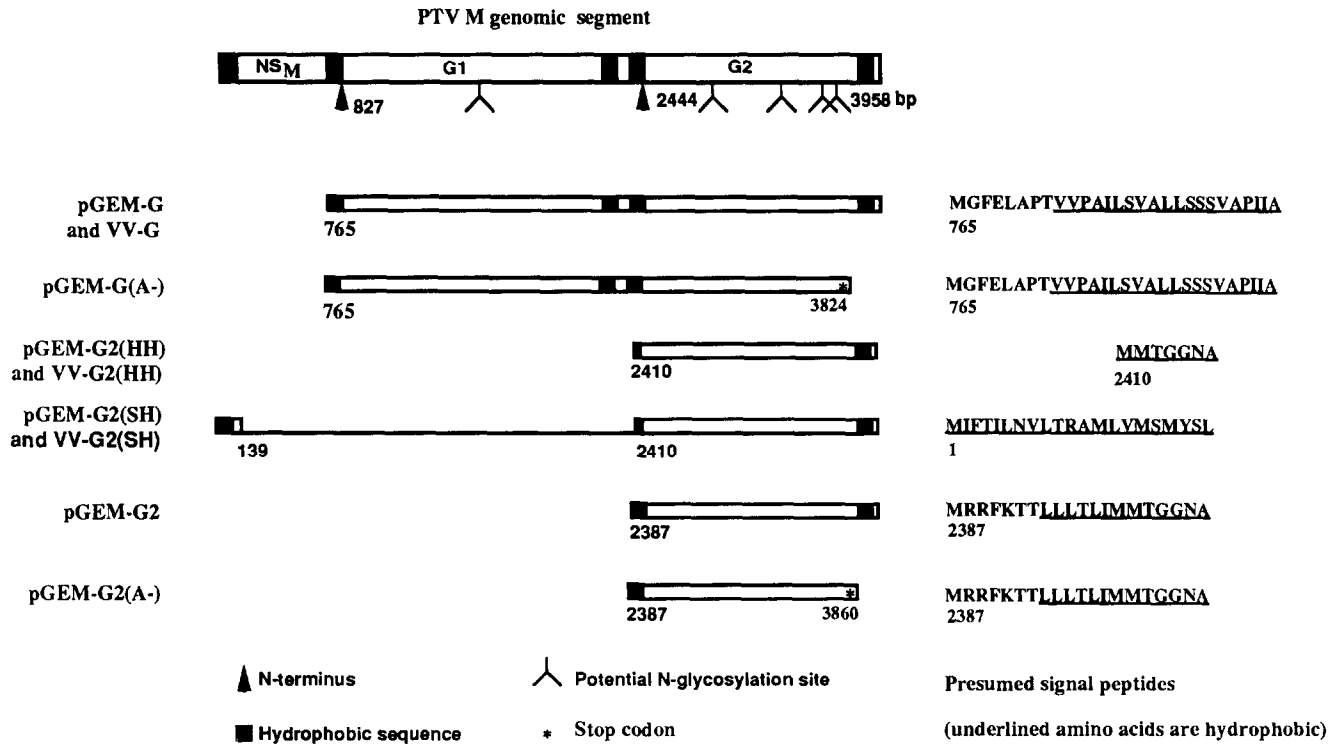 PTV M genomic segment
NSM G1 G2
827 2444 3958 bp
pGEM-G
and VV-G
765
MGFELAPTVVPAILSVALLSSSVAPIIA
765
pGEM-G(A-)
765
* 3824
MGFELAPTVVPAILSVALLSSSVAPIIA
765
pGEM-G2(HH)
and VV-G2(HH)
2410
MMTGGNA
2410
pGEM-G2(SH)
and VV-G2(SH)
139 2410
MIFTILNVLTRAMLVMSMYSL
1
pGEM-G2
2387
MRRFKTTLLLTLIMMTGGNA
2387
pGEM-G2(A-)
2387
* 3860
MRRFKTTLLLTLIMMTGGNA
2387
N-terminus
Potential N-glycosylation site
Presumed signal peptides
Hydrophobic sequence
* Stop codon
(underlined amino acids are hydrophobic)